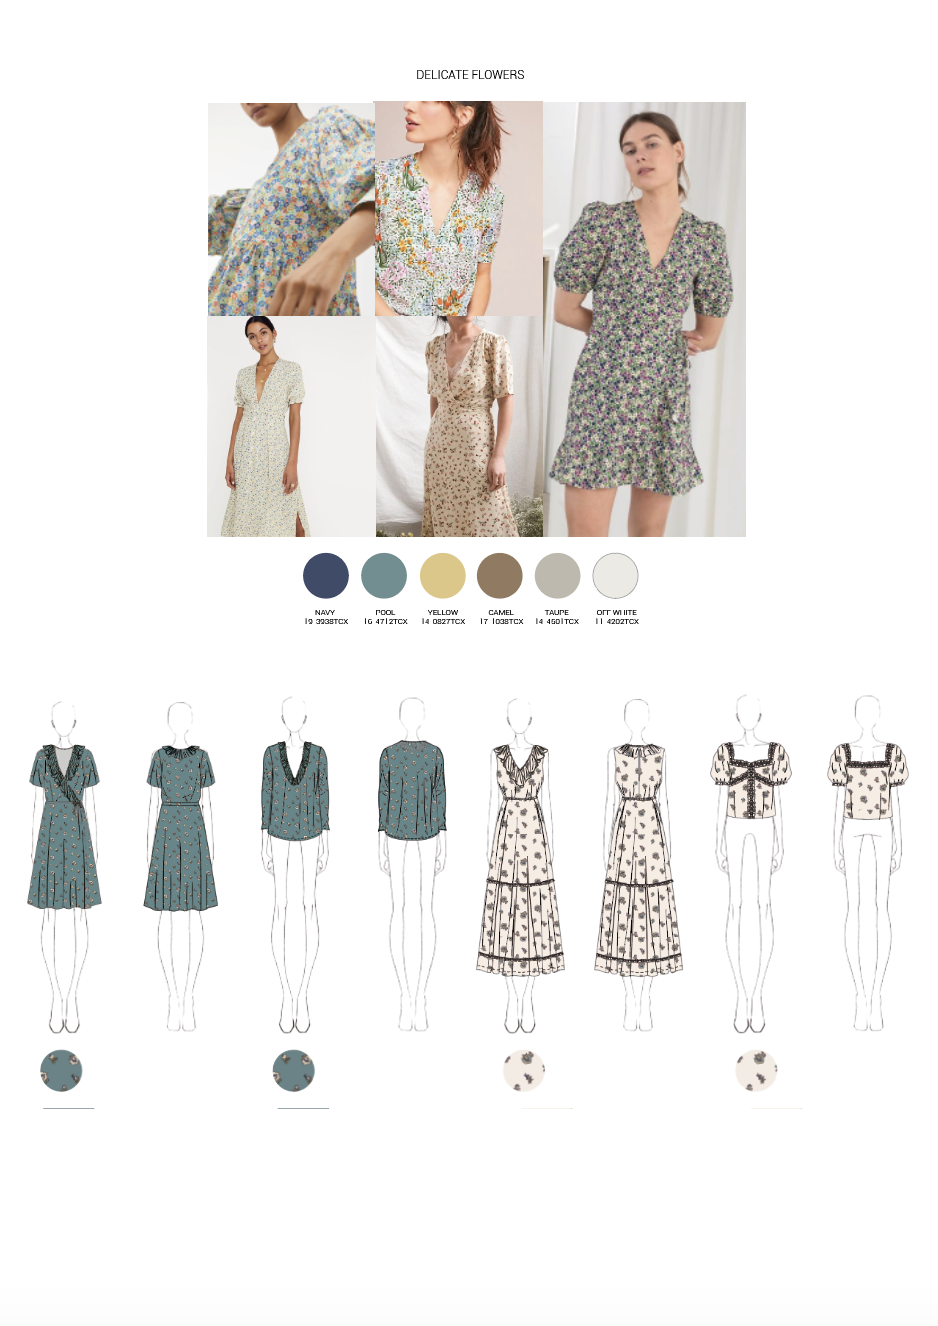 DELICATE FLOWERS
NAVY POOL YELLOW CAMEL TAUPE OFF WHITE
19 3938TCX 16 4712TCX 14 0827TCX 17 1038TCX 14 4501TCX 11 4202TCX